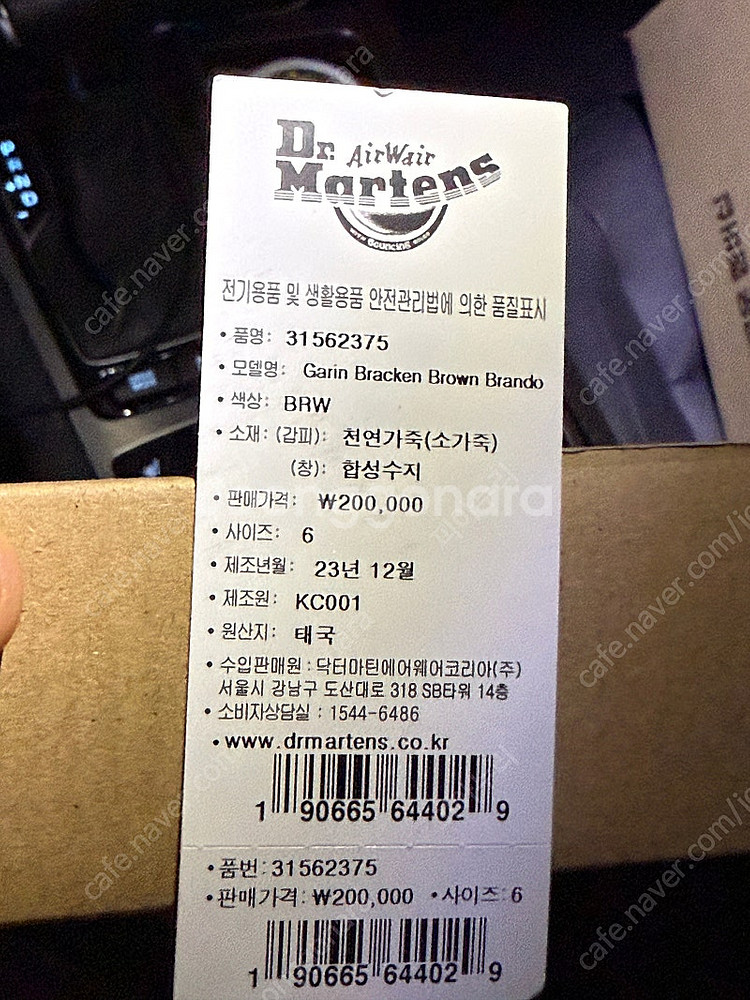 Dr. AirWair
Martens
WITH Bouncing SOLES
전기용품 및 생활용품 안전관리법에 의한 품질표시
• 품명: 31562375
• 모델명: Garin Bracken Brown Brando
• 색상: BRW
• 소재: (갑피): 천연가죽(소가죽)
(창): 합성수지
• 판매가격: ₩200,000
• 사이즈: 6
• 제조년월: 23년 12월
• 제조원: KC001
• 원산지: 태국
• 수입판매원 : 닥터마틴에어웨어코리아(주)
서울시 강남구 도산대로 318 SB타워 14층
• 소비자상담실 : 1544-6486
• www.drmartens.co.kr
1 90665 64402 9
• 품번: 31562375
• 판매가격: ₩200,000 • 사이즈: 6
1 90665 64402 9
cafe.naver.com